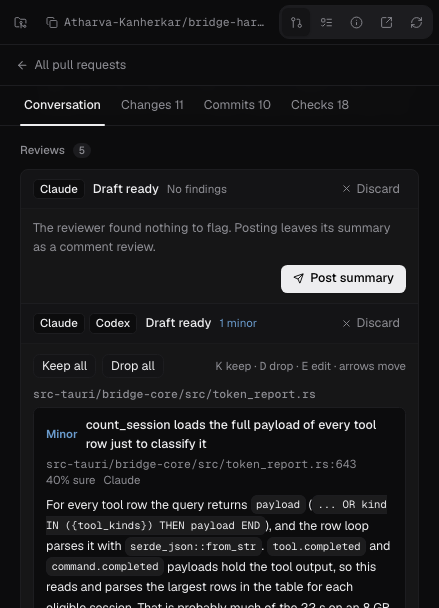 Atharva-Kanherkar/bridge-har…
All pull requests
Conversation Changes 11 Commits 10 Checks 18
Reviews 5
Claude Draft ready No findings Discard
The reviewer found nothing to flag. Posting leaves its summary
as a comment review.
Post summary
Claude Codex Draft ready 1 minor Discard
Keep all Drop all K keep · D drop · E edit · arrows move
src-tauri/bridge-core/src/token_report.rs
Minor count_session loads the full payload of every tool
row just to classify it
src-tauri/bridge-core/src/token_report.rs:643
40% sure Claude
For every tool row the query returns payload (... OR kind
IN ({tool_kinds}) THEN payload END), and the row loop
parses it with serde_json::from_str. tool.completed and
command.completed payloads hold the tool output, so this
reads and parses the largest rows in the table for each
eligible session. That is probably much of the 22 s on an 8 GB